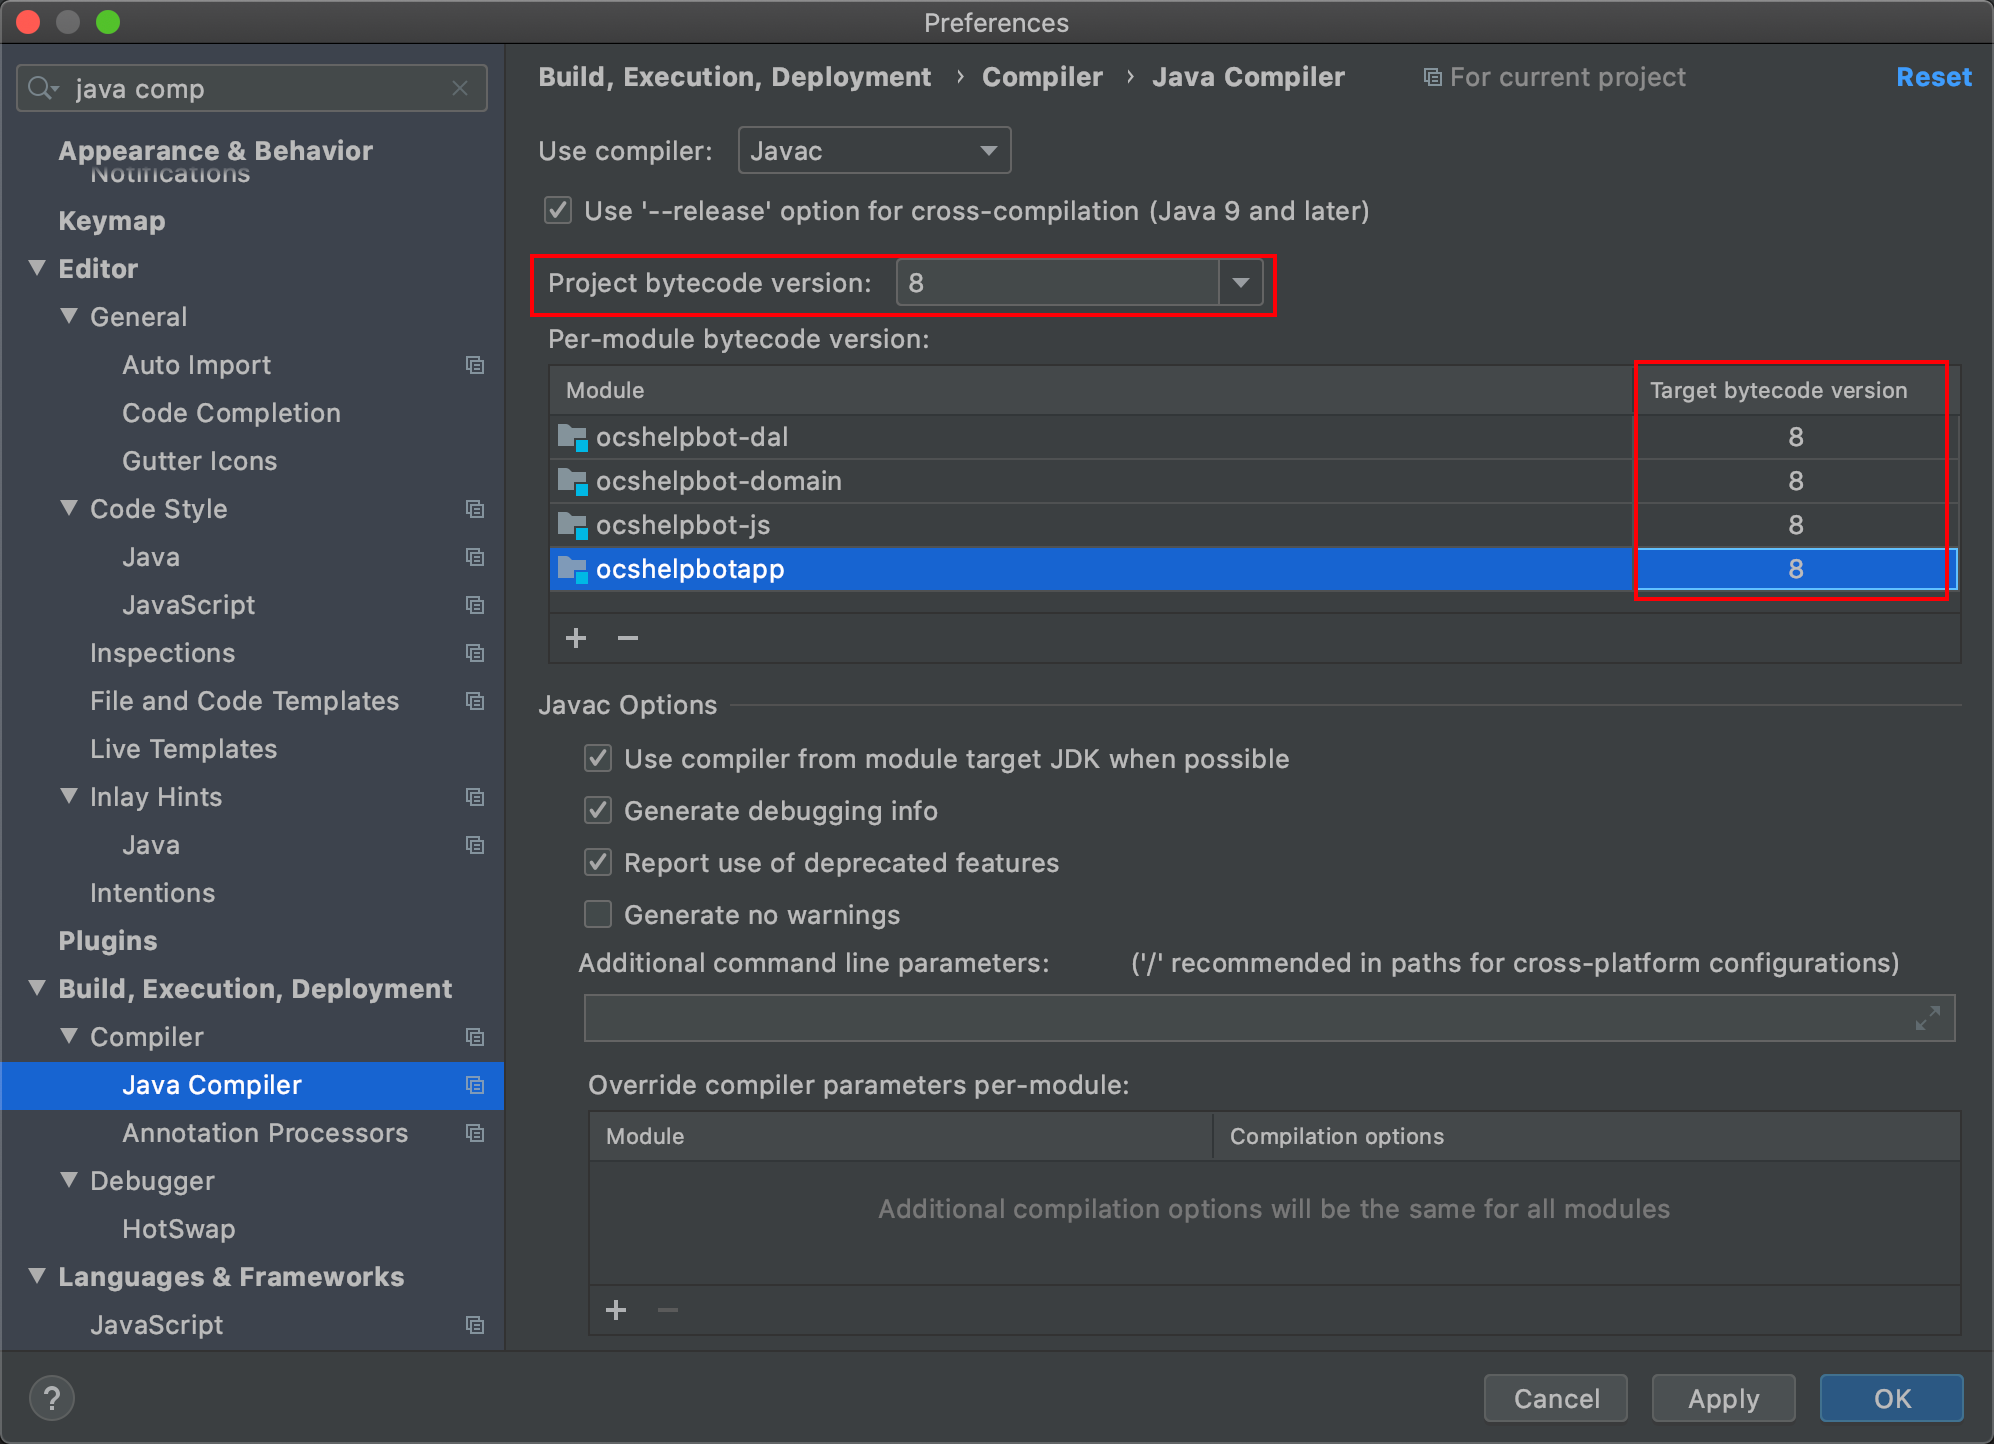 Preferences
java comp
Appearance & Behavior
Notifications
Keymap
Editor
General
Auto Import
Code Completion
Gutter Icons
Code Style
Java
JavaScript
Inspections
File and Code Templates
Live Templates
Inlay Hints
Java
Intentions
Plugins
Build, Execution, Deployment
Compiler
Java Compiler
Annotation Processors
Debugger
HotSwap
Languages & Frameworks
JavaScript
Build, Execution, Deployment › Compiler › Java Compiler For current project Reset
Use compiler: Javac
Use '--release' option for cross-compilation (Java 9 and later)
Project bytecode version: 8
Per-module bytecode version:
Module Target bytecode version
ocshelpbot-dal 8
ocshelpbot-domain 8
ocshelpbot-js 8
ocshelpbotapp 8
Javac Options
Use compiler from module target JDK when possible
Generate debugging info
Report use of deprecated features
Generate no warnings
Additional command line parameters: ('/' recommended in paths for cross-platform configurations)
Override compiler parameters per-module:
Module Compilation options
Additional compilation options will be the same for all modules
? Cancel Apply OK